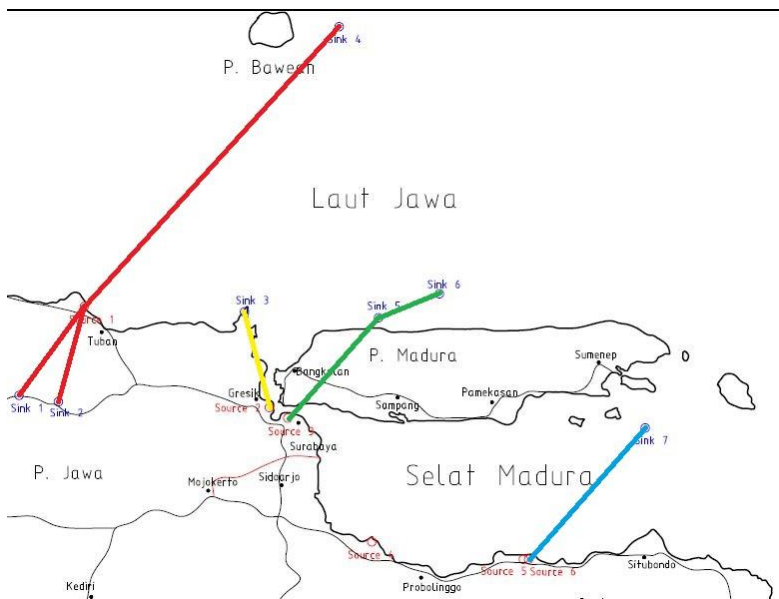 Sink 4
P. Bawean
Laut Jawa
Sink 6
Sink 3
Sink 5
Source 1
Tuban
P. Madura
Sumenep
Bangkalan
Gresik
Pamekasan
Sink 1
Sink 2
Source 2
Sampang
Source 3
Surabaya
Sink 7
P. Jawa
Mojokerto
Sidoarjo
Selat Madura
Source 4
Source 5
Source 6
Situbondo
Probolinggo
Kediri